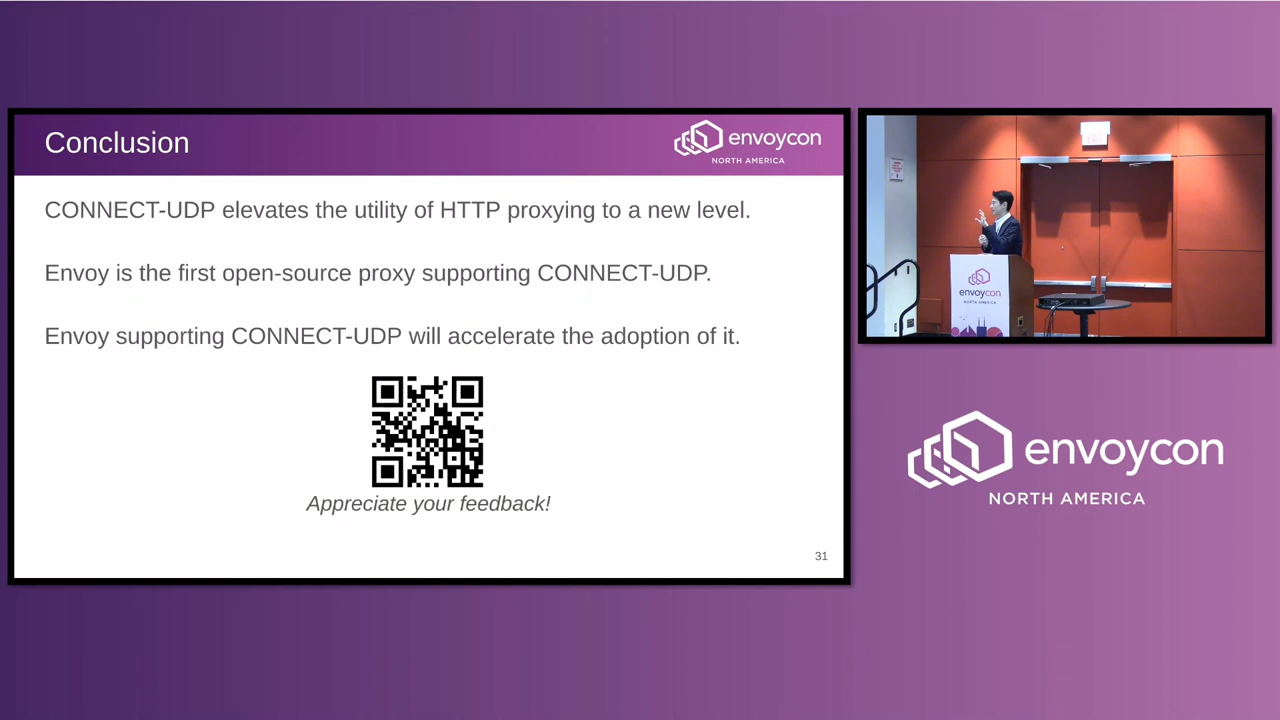 Conclusion
envoycon
NORTH AMERICA
CONNECT-UDP elevates the utility of HTTP proxying to a new level.
Envoy is the first open-source proxy supporting CONNECT-UDP.
Envoy supporting CONNECT-UDP will accelerate the adoption of it.
Appreciate your feedback!
31
envoycon
NORTH AMERICA
envoycon
NORTH AMERICA